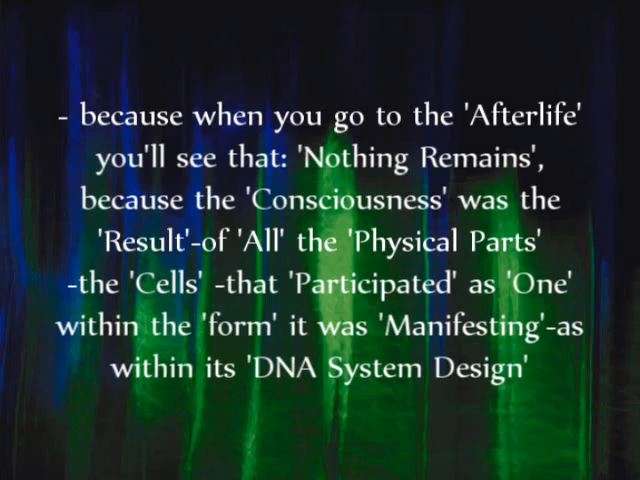 - because when you go to the 'Afterlife'
you'll see that: 'Nothing Remains',
because the 'Consciousness' was the
'Result'-of 'All' the 'Physical Parts'
-the 'Cells' -that 'Participated' as 'One'
within the 'form' it was 'Manifesting'-as
within its 'DNA System Design'